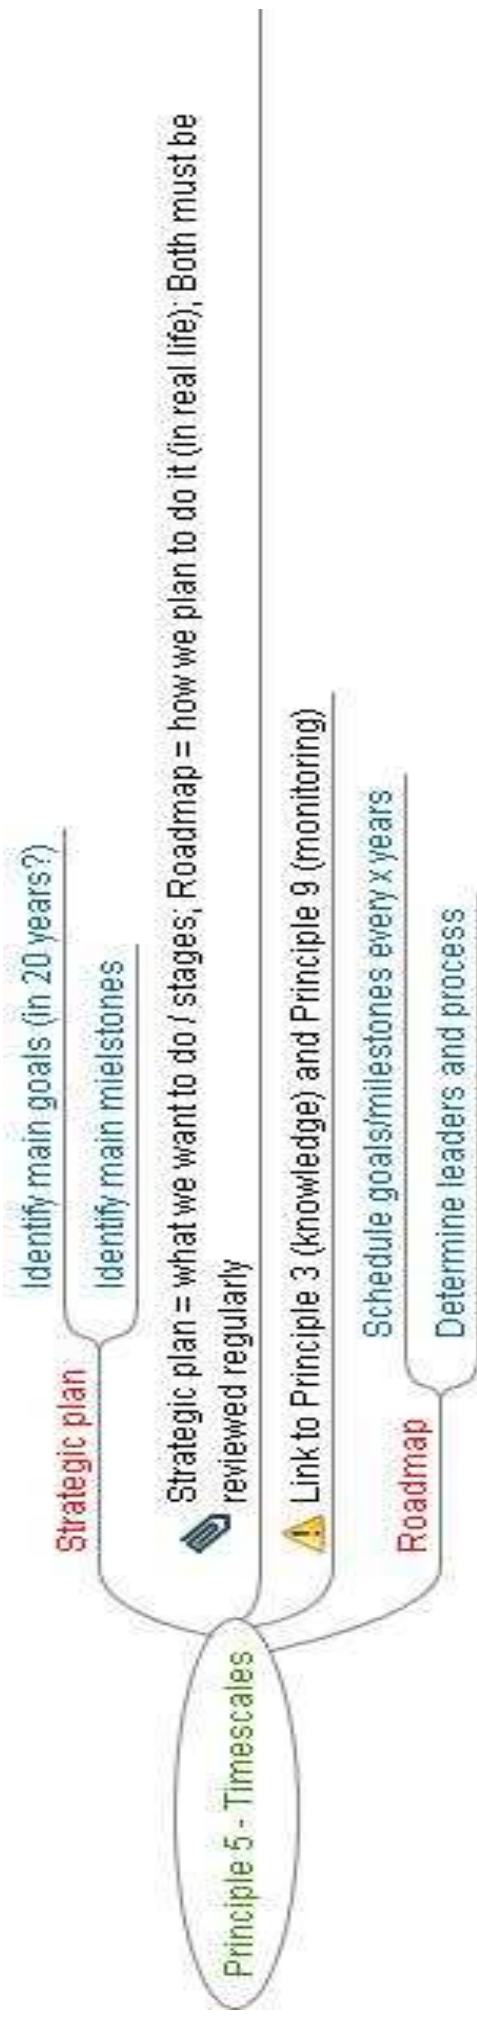 Principle 5 - Timescales
Strategic plan
Identify main goals (in 20 years?)
Identify main mielstones
Strategic plan = what we want to do / stages; Roadmap = how we plan to do it (in real life); Both must be
reviewed regularly
Link to Principle 3 (knowledge) and Principle 9 (monitoring)
Roadmap
Schedule goals/milestones every x years
Determine leaders and process